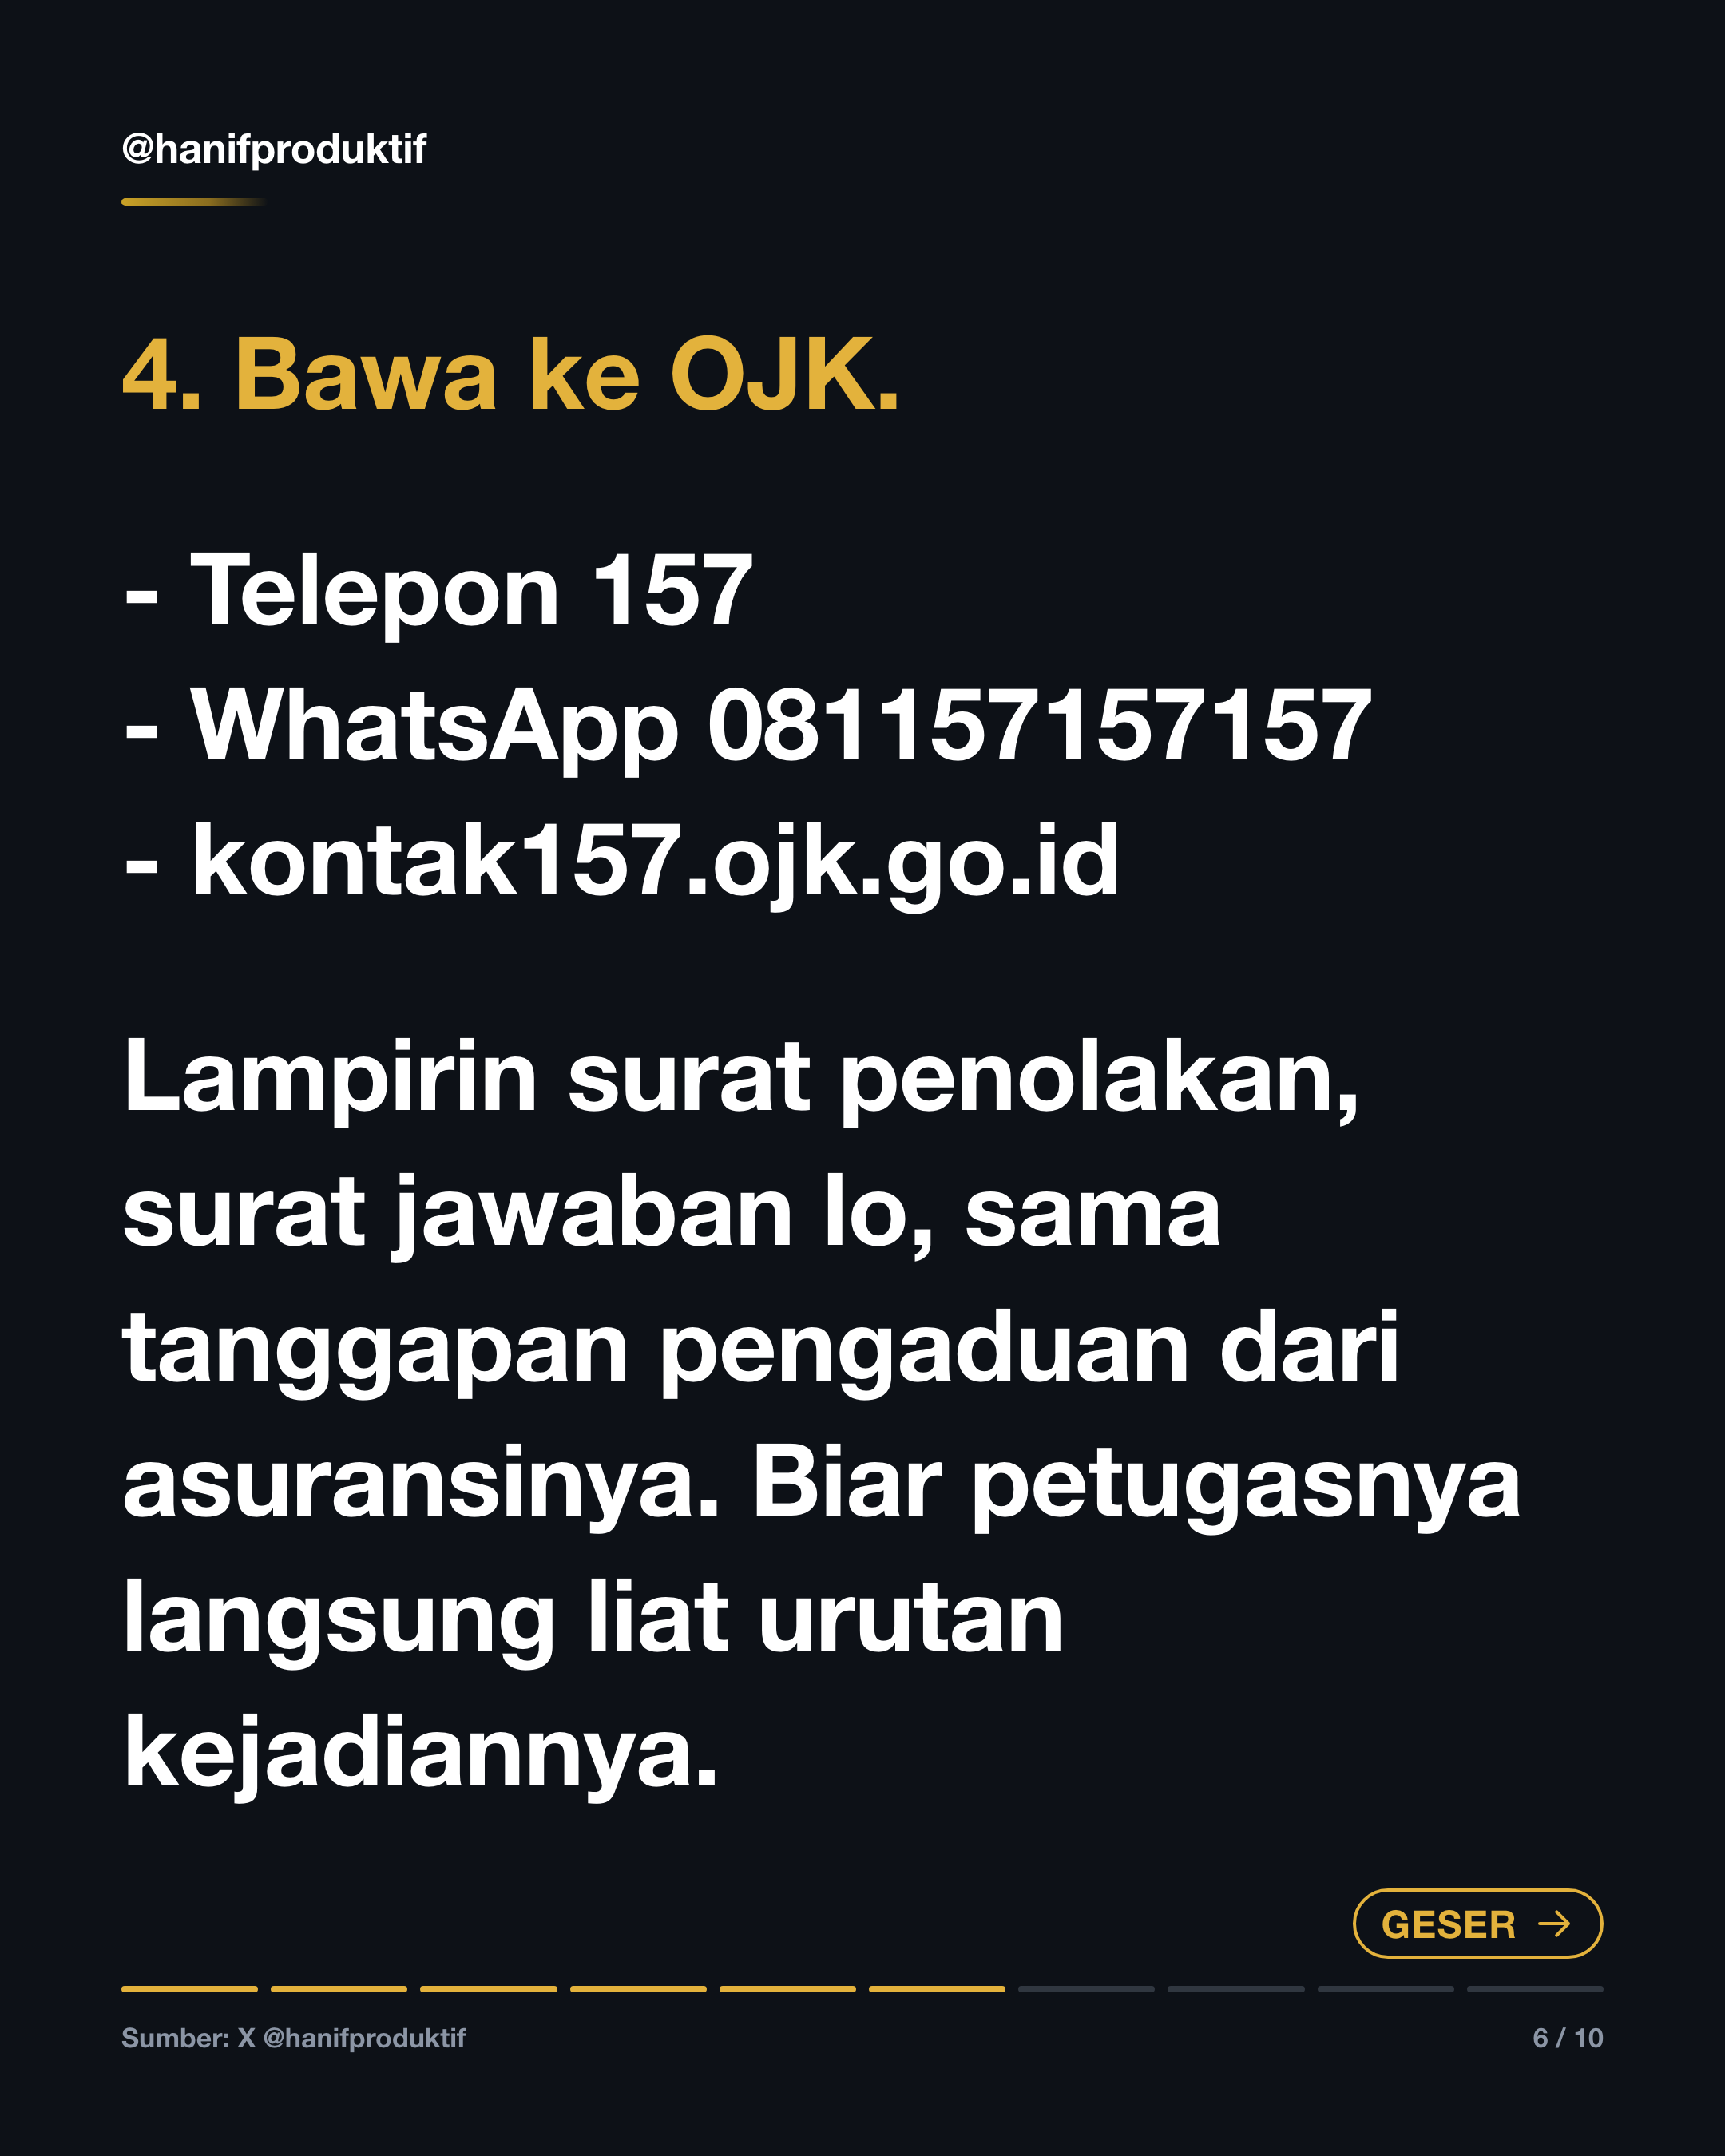 @hanifproduktif
4. Bawa ke OJK.
- Telepon 157
- WhatsApp 081157157157
- kontak157.ojk.go.id
Lampirin surat penolakan,
surat jawaban lo, sama
tanggapan pengaduan dari
asuransinya. Biar petugasnya
langsung liat urutan
kejadiannya.
GESER →
Sumber: X @hanifproduktif
6 / 10